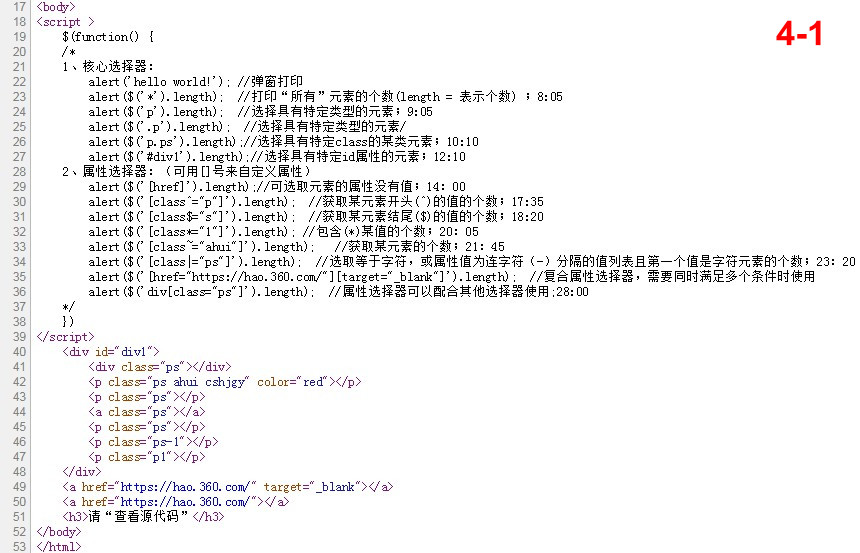 4-1
17 <body>
18 <script >
19 $(function() {
20 /*
21 1、核心选择器:
22 alert('hello world!'); //弹窗打印
23 alert($('*').length); //打印“所有”元素的个数(length = 表示个数) ; 8:05
24 alert($('p').length); //选择具有特定类型的元素; 9:05
25 alert($('.p').length); //选择具有特定类型的元素/
26 alert($('p.ps').length);//选择具有特定class的某类元素; 10:10
27 alert($('#div1').length);//选择具有特定id属性的元素; 12:10
28 2、属性选择器: (可用[]号来自定义属性)
29 alert($('[href]').length);//可选取元素的属性没有值; 14: 00
30 alert($('[class^="p"]').length); //获取某元素开头(^)的值的个数; 17:35
31 alert($('[class$="s"]').length); //获取某元素结尾($)的值的个数; 18:20
32 alert($('[class*="1"]').length); //包含(*)某值的个数; 20: 05
33 alert($('[class~="ahui"]').length); //获取某元素的个数; 21: 45
34 alert($('[class|="ps"]').length); //选取等于字符，或属性值为连字符（-）分隔的值列表且第一个值是字符元素的个数; 23: 20
35 alert($('[href="https://hao.360.com/"][target="_blank"]').length); //复合属性选择器，需要同时满足多个条件时使用
36 alert($('div[class="ps"]').length); //属性选择器可以配合其他选择器使用;28:00
37 */
38 })
39 </script>
40 <div id="div1">
41 <div class="ps"></div>
42 <p class="ps ahui cshjgy" color="red"></p>
43 <p class="ps"></p>
44 <a class="ps"></a>
45 <p class="ps"></p>
46 <p class="ps-1"></p>
47 <p class="p1"></p>
48 </div>
49 <a href="https://hao.360.com/" target="_blank"></a>
50 <a href="https://hao.360.com/"></a>
51 <h3>请“查看源代码”</h3>
52 </body>
53 </html>